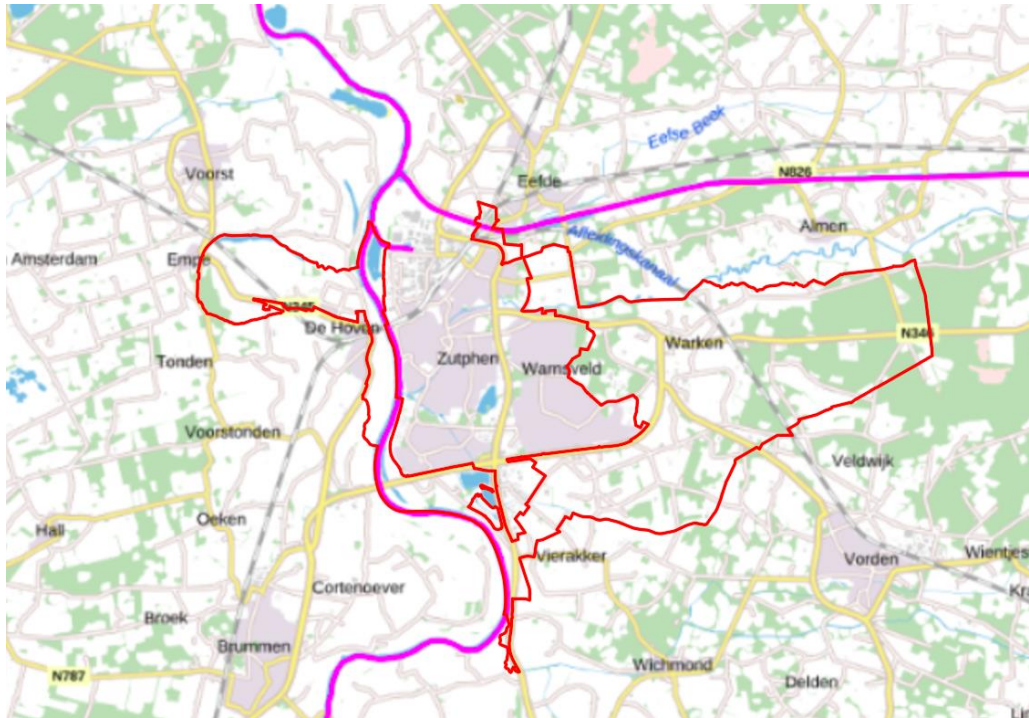 Eefse Beek
Voorst
Eefde
N826
Almen
Afleidingskanaal
Amsterdam
Empe
N345
De Hoven
N346
Warken
Tonden
Zutphen
Warnsveld
Voorstonden
Veldwijk
Oeken
Hall
Vierakker
Vorden
Wientjes
Cortenoever
Broek
Brummen
Wichmond
N787
Delden